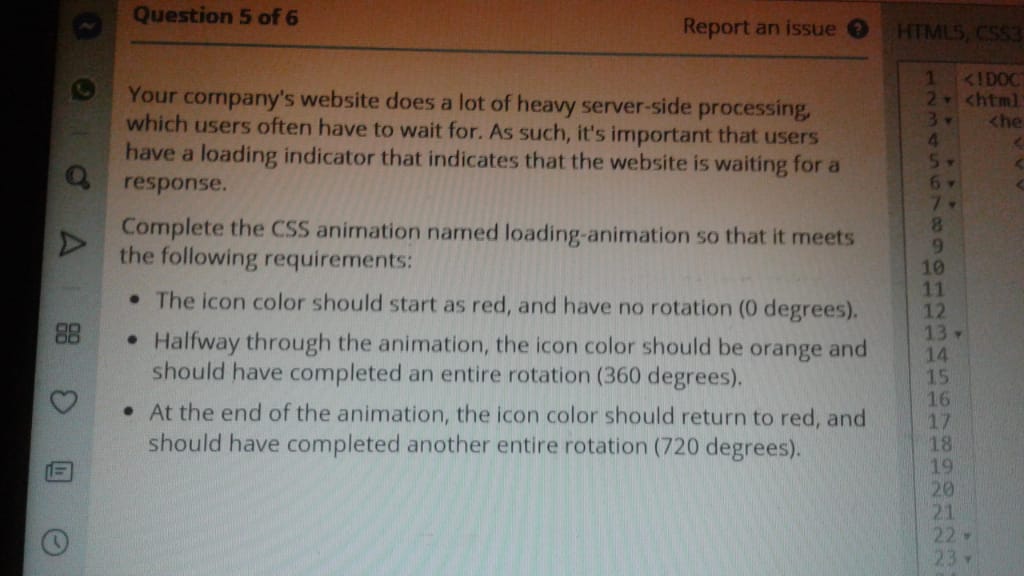 Question 5 of 6
Report an issue ?
Your company's website does a lot of heavy server-side processing,
which users often have to wait for. As such, it's important that users
have a loading indicator that indicates that the website is waiting for a
response.
Complete the CSS animation named loading-animation so that it meets
the following requirements:
• The icon color should start as red, and have no rotation (0 degrees).
• Halfway through the animation, the icon color should be orange and
should have completed an entire rotation (360 degrees).
• At the end of the animation, the icon color should return to red, and
should have completed another entire rotation (720 degrees).
HTML5, CSS3
1 <!DOC
2 <html
3 <he
4 <
5 <
6 <
7
8
9
10
11
12
13
14
15
16
17
18
19
20
21
22
23